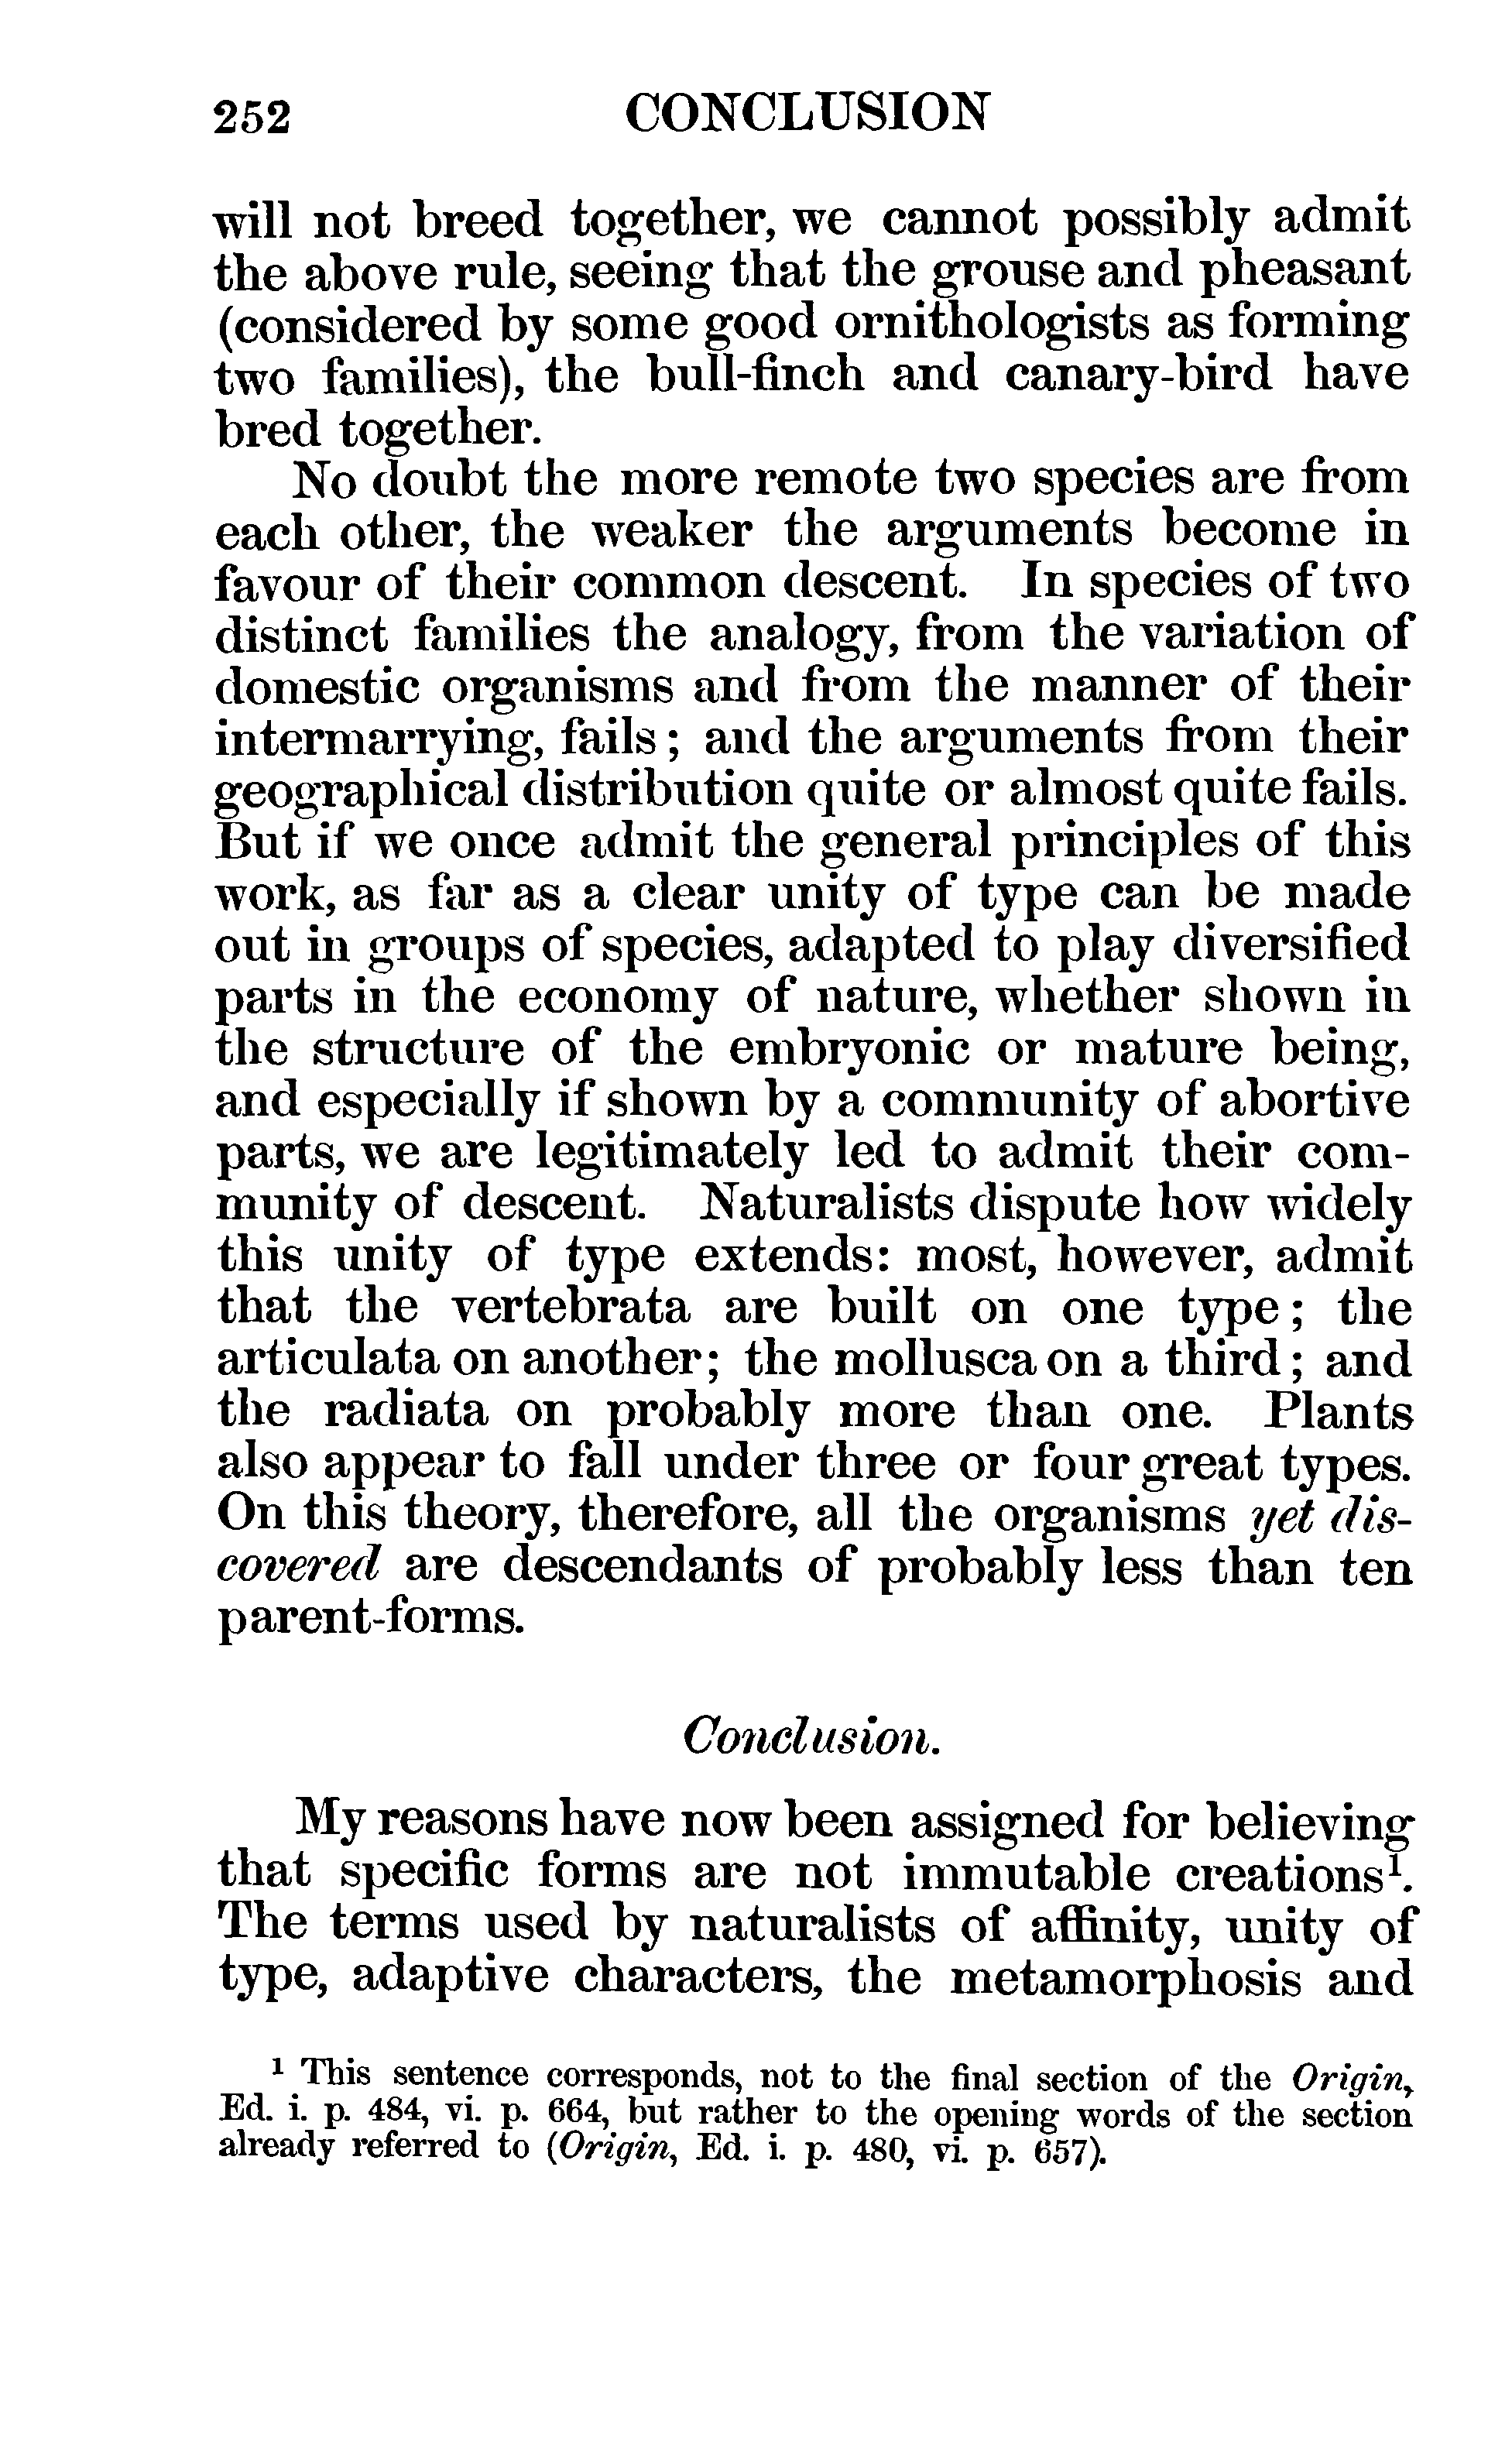 252 CONCLUSION
will not breed together, we cannot possibly admit
the above rule, seeing that the grouse and pheasant
(considered by some good ornithologists as forming
two families), the bull-finch and canary-bird have
bred together.
No doubt the more remote two species are from
each other, the weaker the arguments become in
favour of their common descent. In species of two
distinct families the analogy, from the variation of
domestic organisms and from the manner of their
intermarrying, fails; and the arguments from their
geographical distribution quite or almost quite fails.
But if we once admit the general principles of this
work, as far as a clear unity of type can be made
out in groups of species, adapted to play diversified
parts in the economy of nature, whether shown in
the structure of the embryonic or mature being,
and especially if shown by a community of abortive
parts, we are legitimately led to admit their com-
munity of descent. Naturalists dispute how widely
this unity of type extends: most, however, admit
that the vertebrata are built on one type; the
articulata on another; the mollusca on a third; and
the radiata on probably more than one. Plants
also appear to fall under three or four great types.
On this theory, therefore, all the organisms yet dis-
covered are descendants of probably less than ten
parent-forms.
Conclusion.
My reasons have now been assigned for believing
that specific forms are not immutable creations¹.
The terms used by naturalists of affinity, unity of
type, adaptive characters, the metamorphosis and
¹ This sentence corresponds, not to the final section of the Origin,
Ed. i. p. 484, vi. p. 664, but rather to the opening words of the section
already referred to (Origin, Ed. i. p. 480, vi. p. 657).